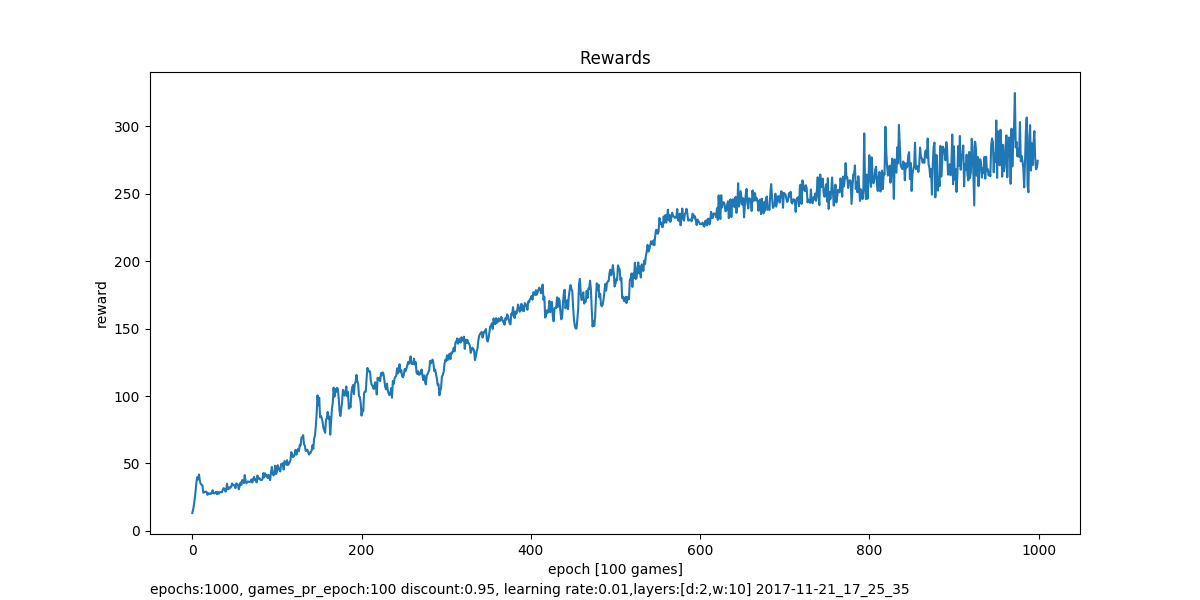 Rewards
300
250
200
150
100
50
0
reward
0 200 400 600 800 1000
epoch [100 games]
epochs:1000, games_pr_epoch:100 discount:0.95, learning rate:0.01,layers:[d:2,w:10] 2017-11-21_17_25_35